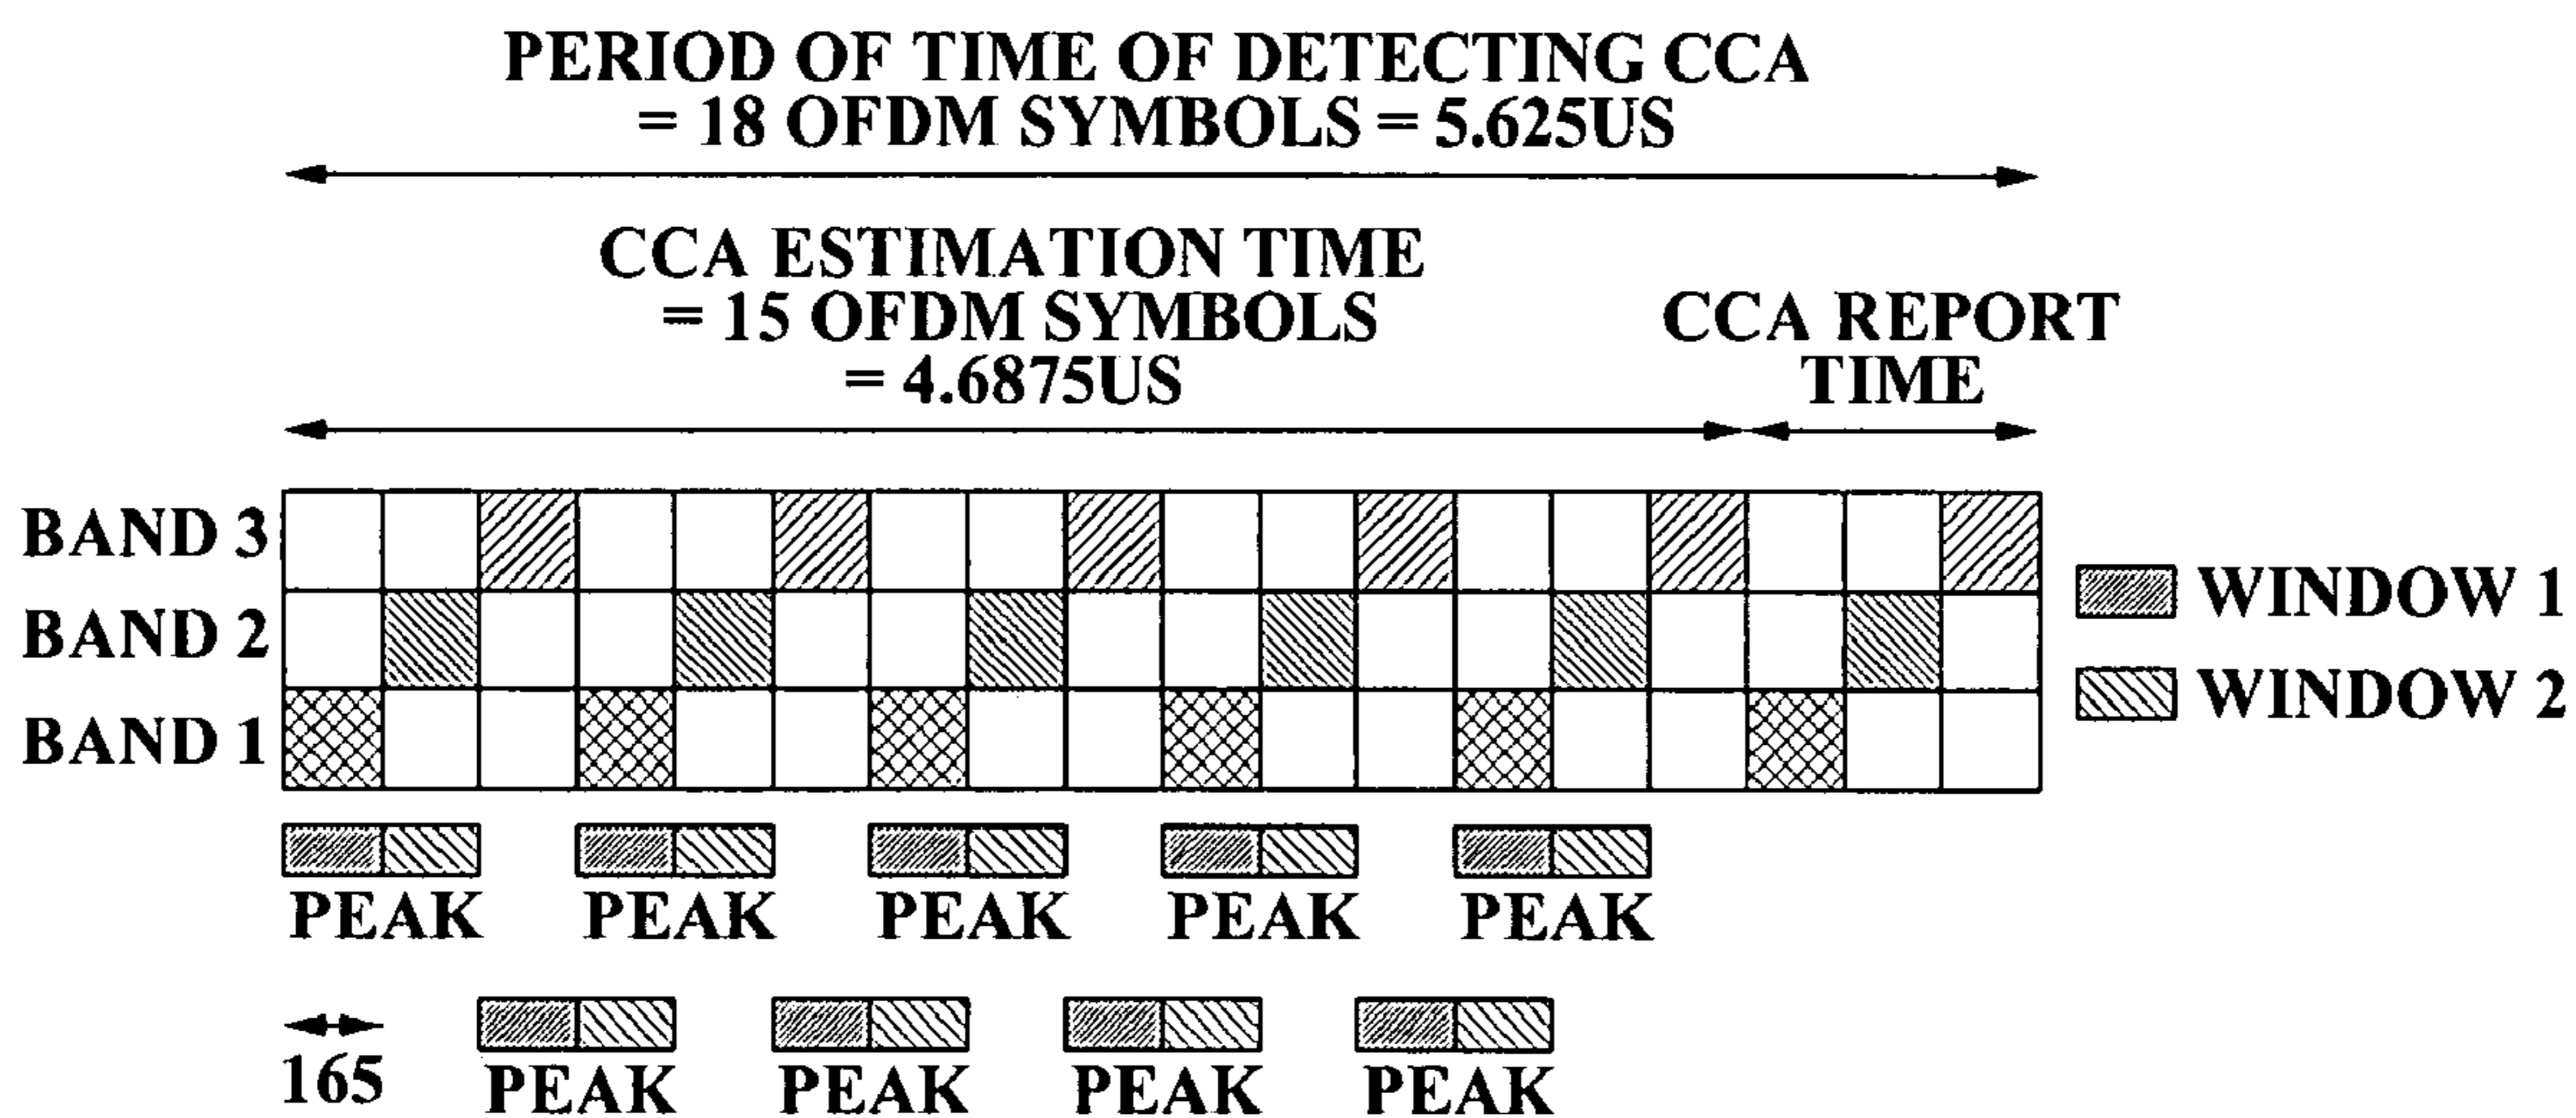 PERIOD OF TIME OF DETECTING CCA
= 18 OFDM SYMBOLS = 5.625US
CCA ESTIMATION TIME
= 15 OFDM SYMBOLS
= 4.6875US
CCA REPORT
TIME
BAND 3
BAND 2
BAND 1
WINDOW 1
WINDOW 2
PEAK PEAK PEAK PEAK PEAK
165
PEAK PEAK PEAK PEAK